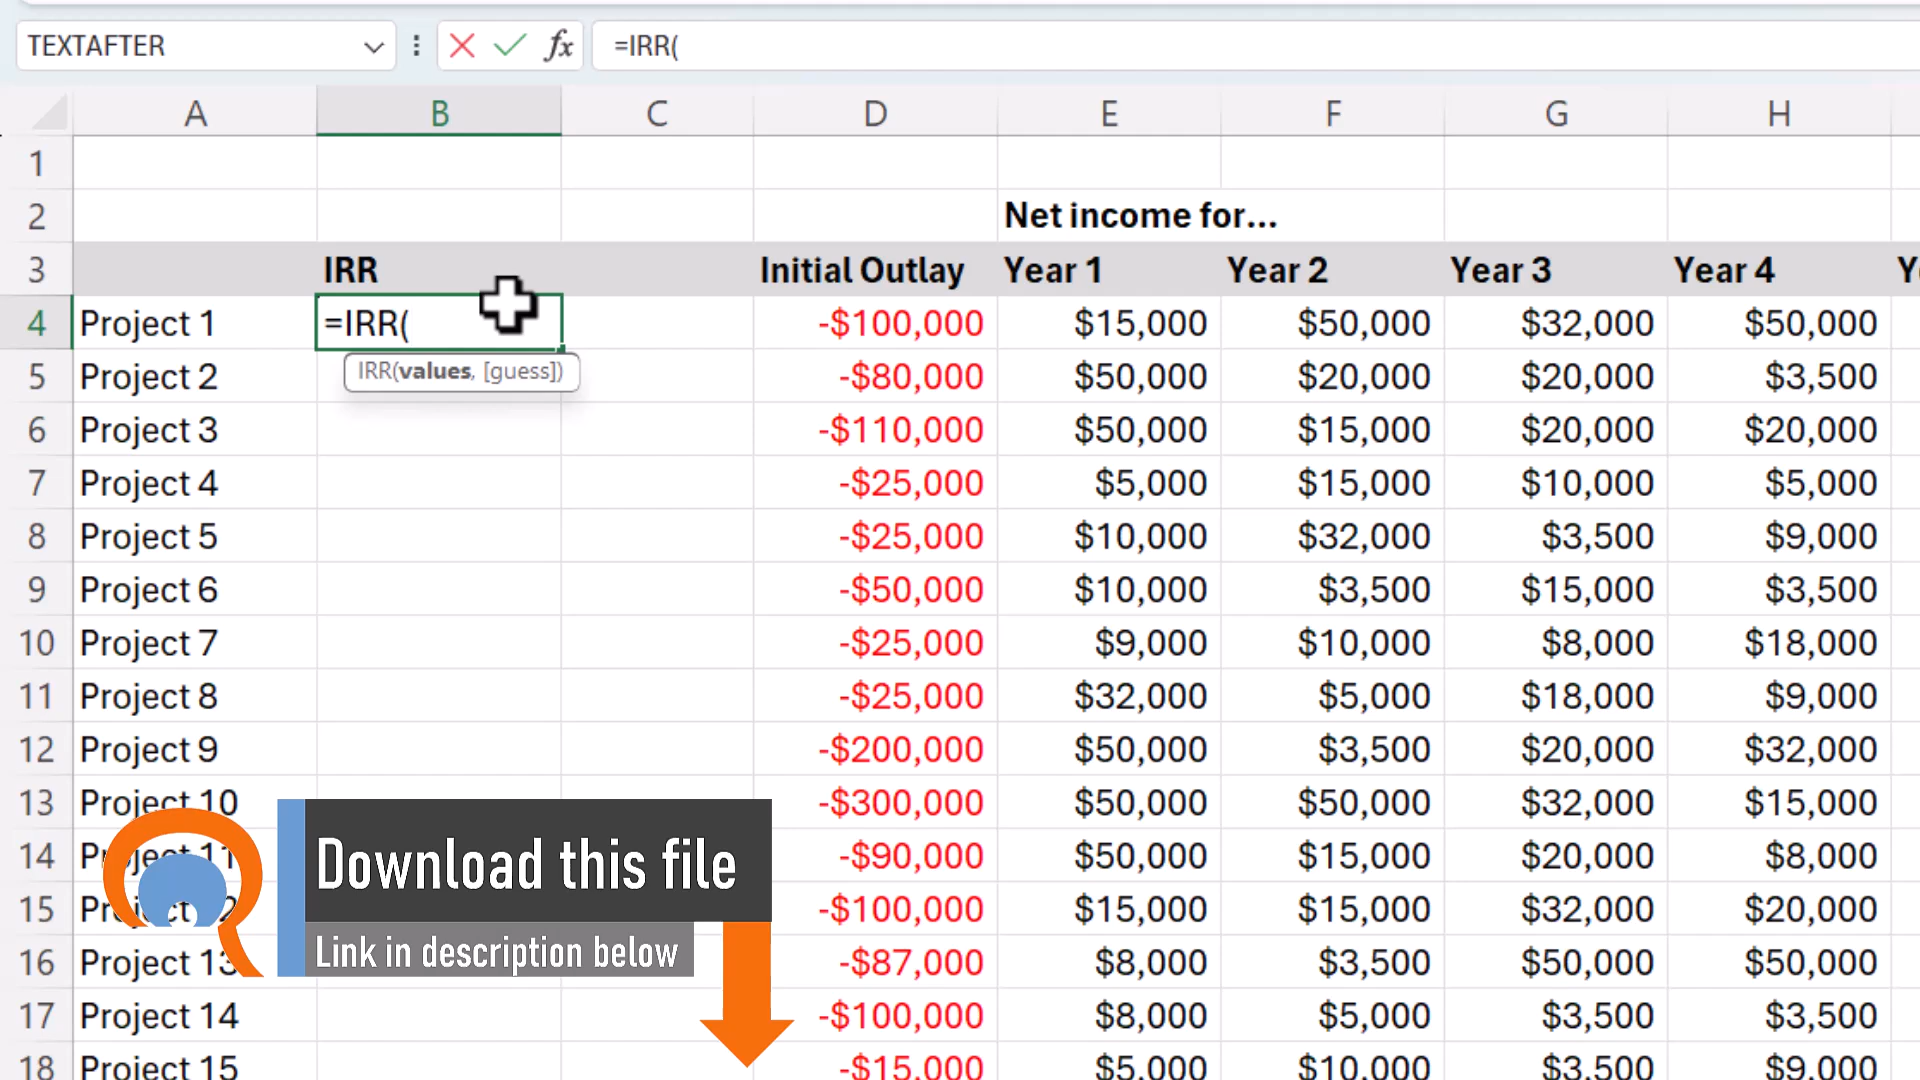 TEXTAFTER fx =IRR(
A B C D E F G H
1
2 Net income for...
3 IRR Initial Outlay Year 1 Year 2 Year 3 Year 4
4 Project 1 =IRR( -$100,000 $15,000 $50,000 $32,000 $50,000
IRR(values, [guess])
5 Project 2 -$80,000 $50,000 $20,000 $20,000 $3,500
6 Project 3 -$110,000 $50,000 $15,000 $20,000 $20,000
7 Project 4 -$25,000 $5,000 $15,000 $10,000 $5,000
8 Project 5 -$25,000 $10,000 $32,000 $3,500 $9,000
9 Project 6 -$50,000 $10,000 $3,500 $15,000 $3,500
10 Project 7 -$25,000 $9,000 $10,000 $8,000 $18,000
11 Project 8 -$25,000 $32,000 $5,000 $18,000 $9,000
12 Project 9 -$200,000 $50,000 $3,500 $20,000 $32,000
13 Project 10 -$300,000 $50,000 $50,000 $32,000 $15,000
14 Project 11 -$90,000 $50,000 $15,000 $20,000 $8,000
15 Project 12 -$100,000 $15,000 $15,000 $32,000 $20,000
16 Project 13 -$87,000 $8,000 $3,500 $50,000 $50,000
17 Project 14 -$100,000 $8,000 $5,000 $3,500 $3,500
18 Project 15 -$15,000 $5,000 $10,000 $3,500 $9,000
Download this file
Link in description below